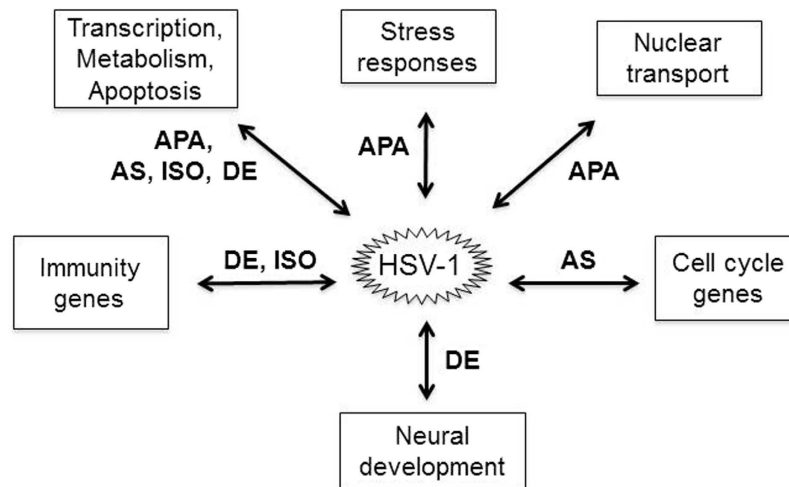 Transcription,
Metabolism,
Apoptosis
Stress
responses
Nuclear
transport
APA,
AS, ISO, DE
APA
APA
Immunity
genes
DE, ISO
HSV-1
AS
Cell cycle
genes
DE
Neural
development